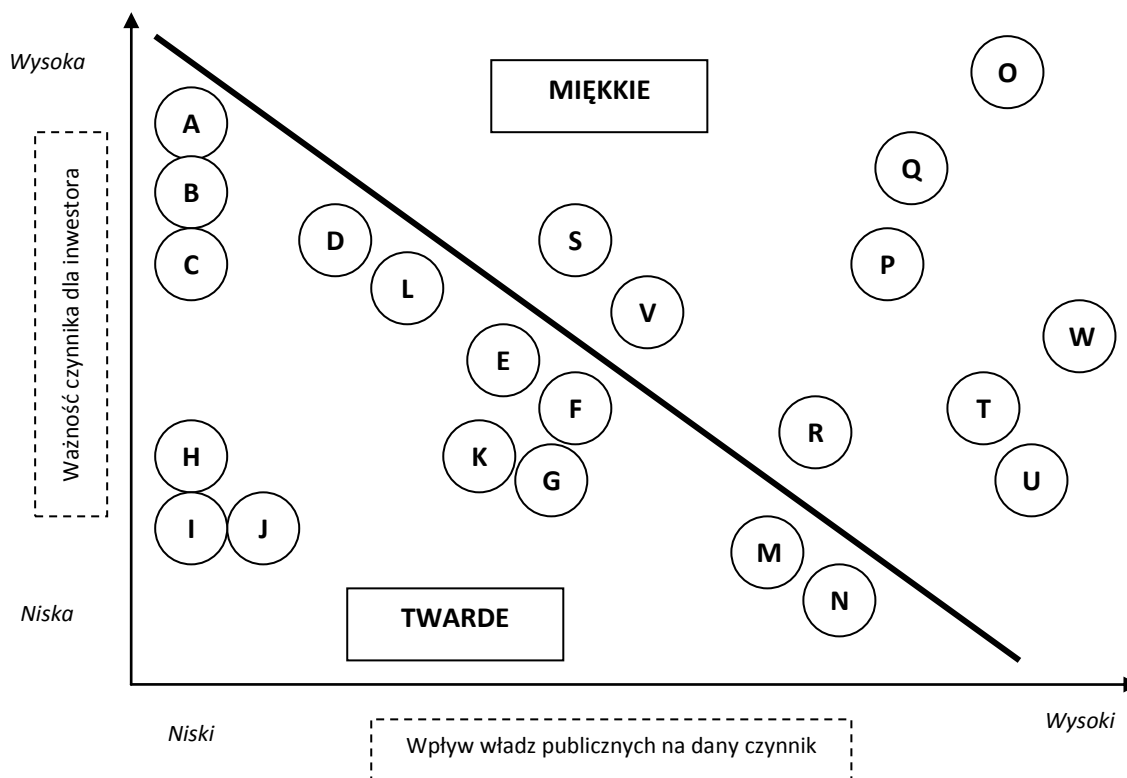 Wysoka
MIĘKKIE
O
A
Q
B
D
S
C
P
L
V
W
Ważność czynnika dla inwestora
E
F
T
R
H
K
G
U
I
J
M
N
Niska
TWARDE
Niski
Wysoki
Wpływ władz publicznych na dany czynnik